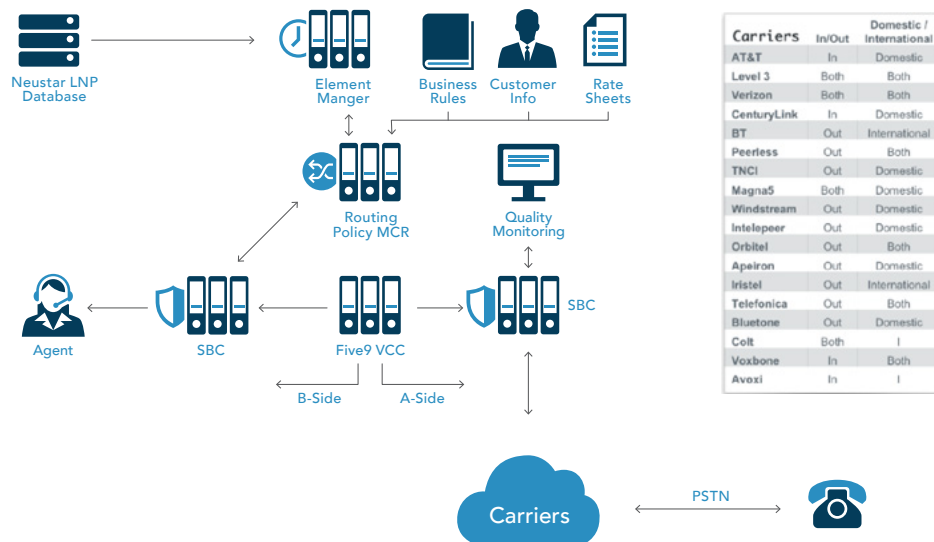 Neustar LNP
Database
Element
Manger
Business
Rules
Customer
Info
Rate
Sheets
Routing
Policy MCR
Quality
Monitoring
Agent
SBC
Five9 VCC
SBC
B-Side
A-Side
Carriers
PSTN
Carriers In/Out Domestic / International
AT&T In Domestic
Level 3 Both Both
Verizon Both Both
CenturyLink In Domestic
BT Out International
Peerless Out Both
TNCI Out Domestic
Magna5 Both Domestic
Windstream Out Domestic
Intelepeer Out Domestic
Orbitel Out Both
Apeiron Out Domestic
Iristel Out International
Telefonica Out Both
Bluetone Out Domestic
Colt Both I
Voxbone In Both
Avoxi In I